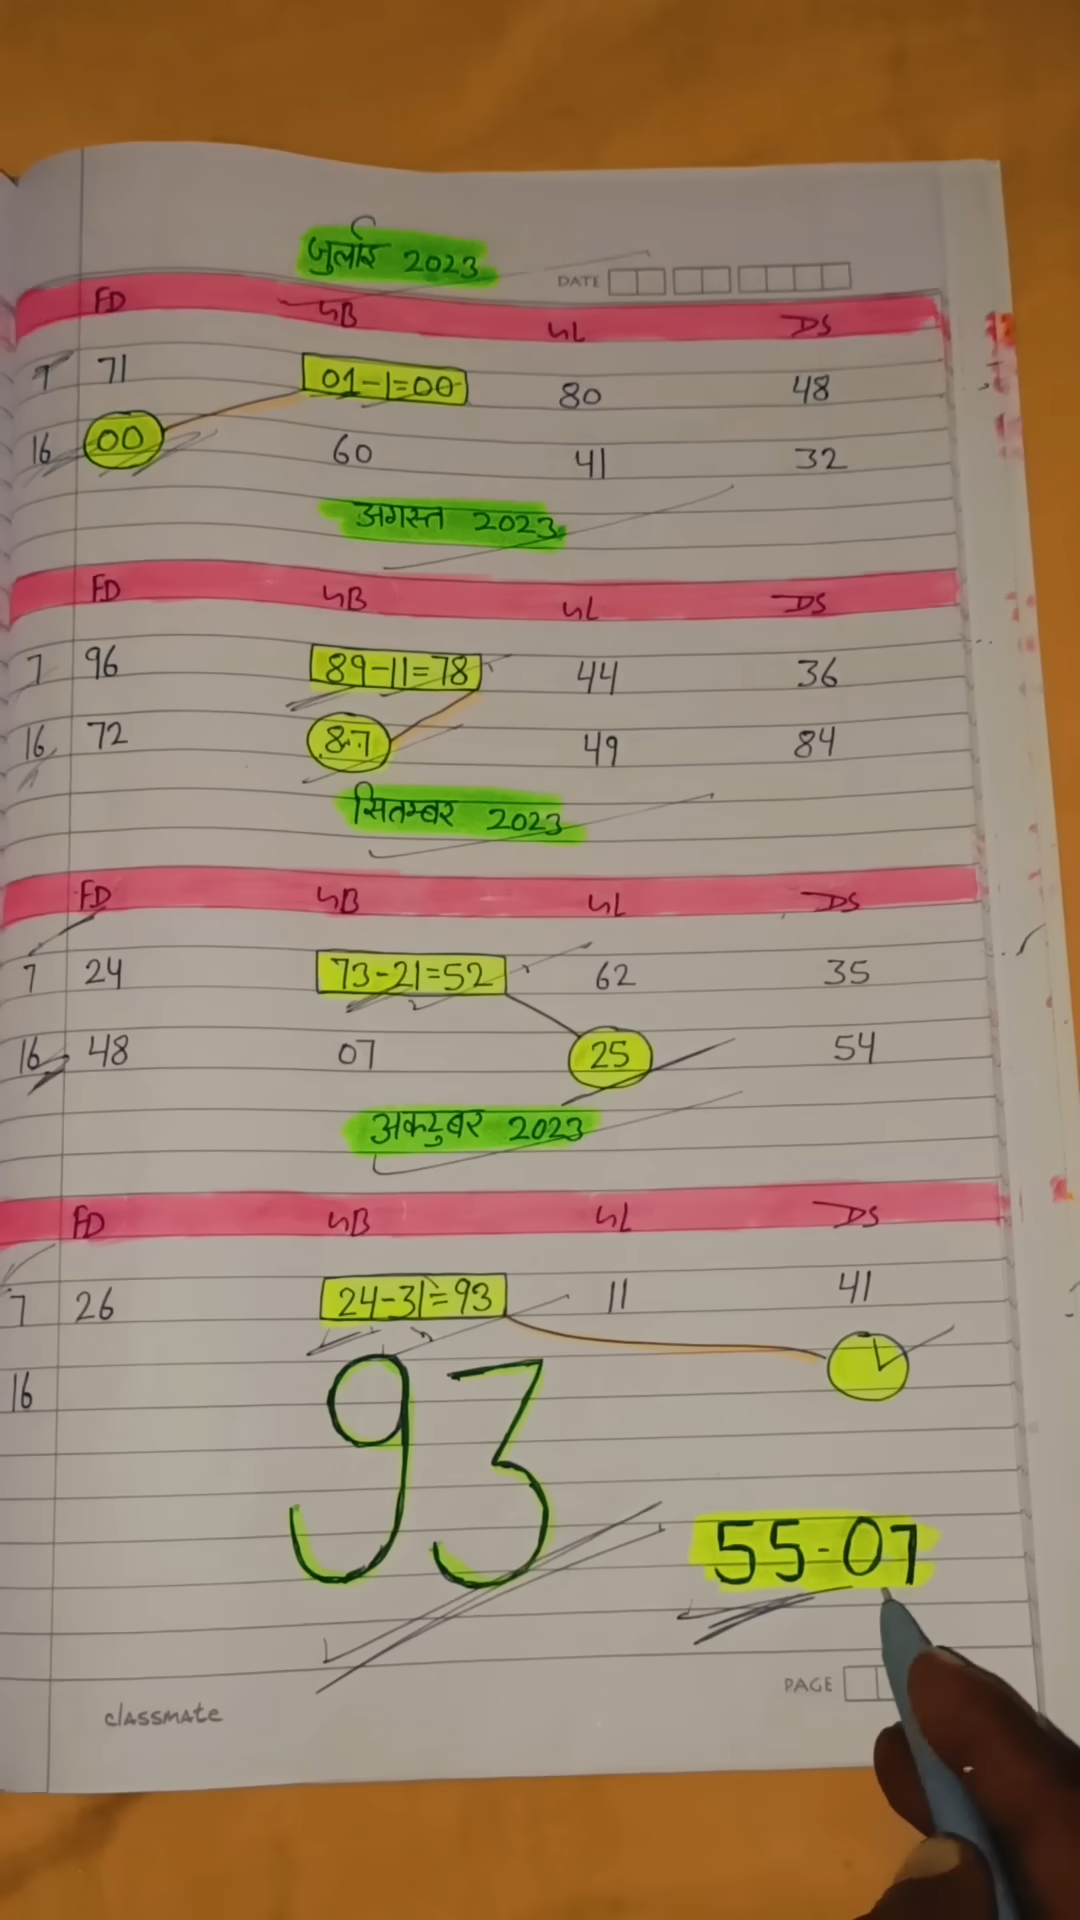 जुलाई 2023
DATE
FD GB GL DS
7 71 01-1=00 80 48
16 00 60 41 32
अगस्त 2023
FD GB GL DS
7 96 89-11=78 44 36
16 72 87 49 84
सितम्बर 2023
FD GB GL DS
7 24 73-21=52 62 35
16 48 07 25 54
अक्टुबर 2023
FD GB GL DS
7 26 24-31=93 11 41
16
93
55-07
PAGE
classmate